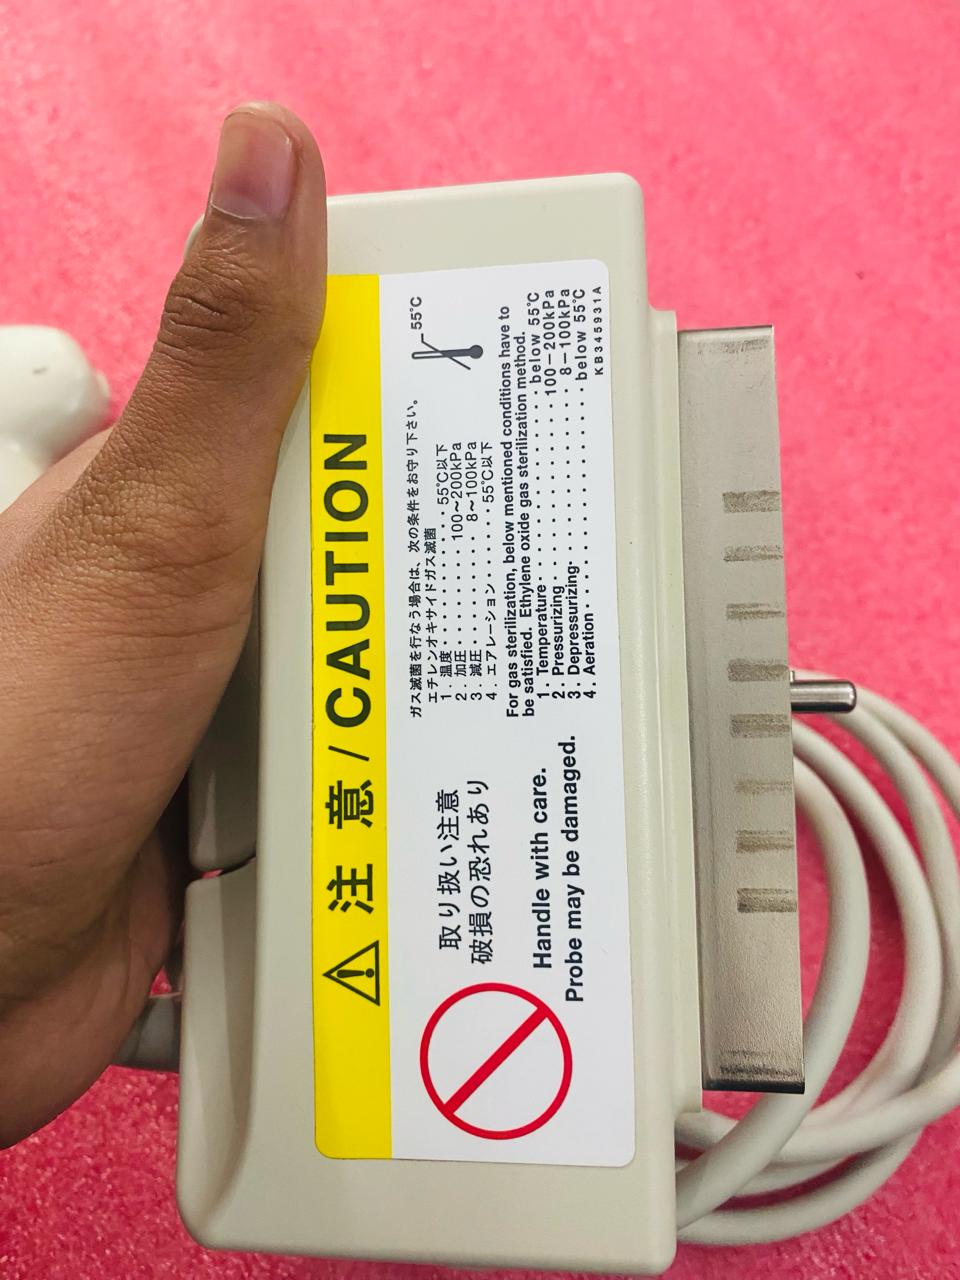 注意/CAUTION
取り扱い注意
破損の恐れあり
Handle with care.
Probe may be damaged.
ガス滅菌を行なう場合は、次の条件をお守り下さい。
エチレンオキサイドガス滅菌
1．温度・・・・・・・・・・・55℃以下
2．加圧・・・・・・・・100~200kPa
3．減圧・・・・・・・・・8~100kPa
4．エアレーション・・・・・55℃以下
55℃
For gas sterilization, below mentioned conditions have to
be satisfied. Ethylene oxide gas sterilization method.
1. Temperature・・・・・・・・・・・・・・below 55℃
2. Pressurizing・・・・・・・・・・・・100-200kPa
3. Depressurizing・・・・・・・・・・・8-100kPa
4. Aeration・・・・・・・・・・・・・・・below 55℃
KB345931A